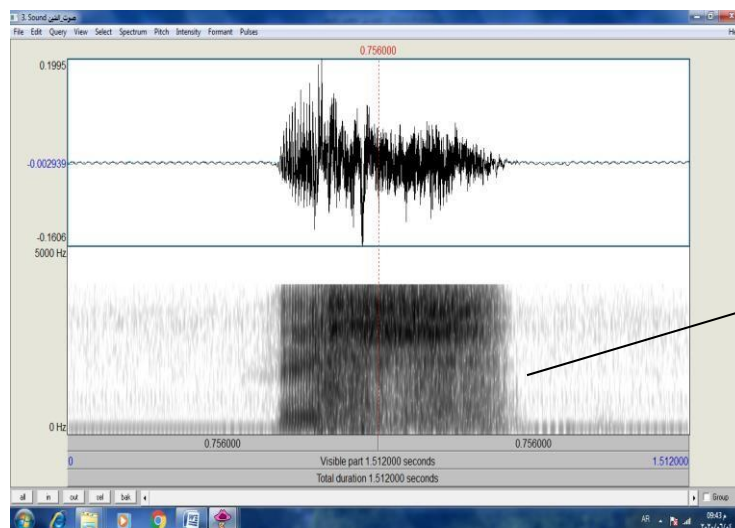 3. Sound صوت_الشين
File Edit Query View Select Spectrum Pitch Intensity Formant Pulses He
0.756000
0.1995
-0.002939
-0.1606
5000 Hz
0 Hz
0.756000 0.756000
0 Visible part 1.512000 seconds 1.512000
Total duration 1.512000 seconds
all in out sel bak Group
AR 09:43 م